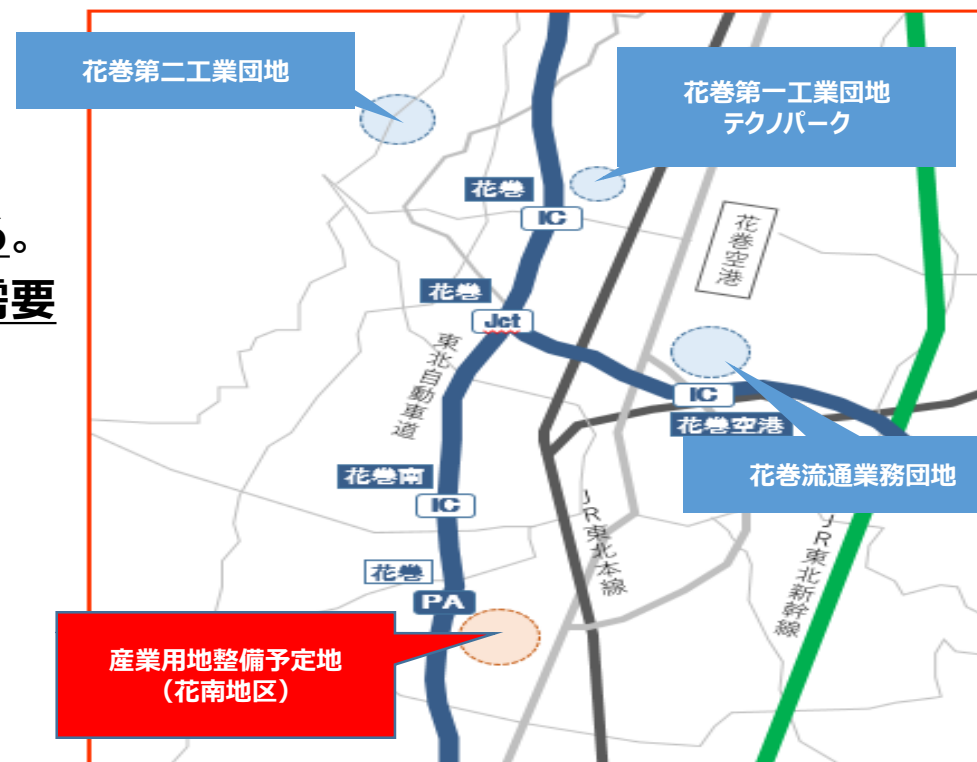 花巻第二工業団地
花巻第一工業団地
テクノパーク
る。
需要
花巻
IC
花巻空港
花巻
Jct
東北自動車道
IC
花巻空港
花巻南
IC
花巻流通業務団地
JR東北本線
JR東北新幹線
花巻
PA
産業用地整備予定地
（花南地区）